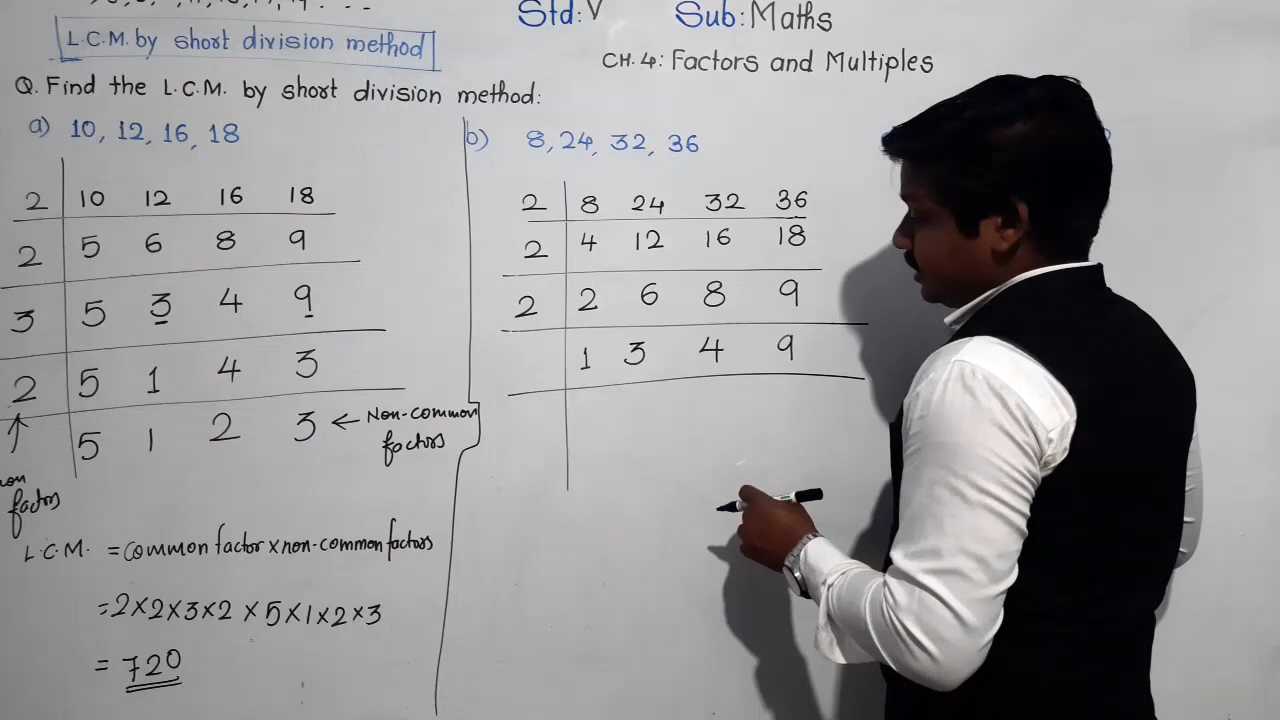 Std: V Sub: Maths
L.C.M. by short division method
CH. 4: Factors and Multiples
Q. Find the L.C.M. by short division method:
a) 10, 12, 16, 18
2 10 12 16 18
2 5 6 8 9
3 5 3 4 9
2 5 1 4 3
5 1 2 3 ← Non-common
factors
factors
L.C.M. = common factor x non-common factors
= 2 x 2 x 3 x 2 x 5 x 1 x 2 x 3
= 720
b) 8, 24, 32, 36
2 8 24 32 36
2 4 12 16 18
2 2 6 8 9
1 3 4 9